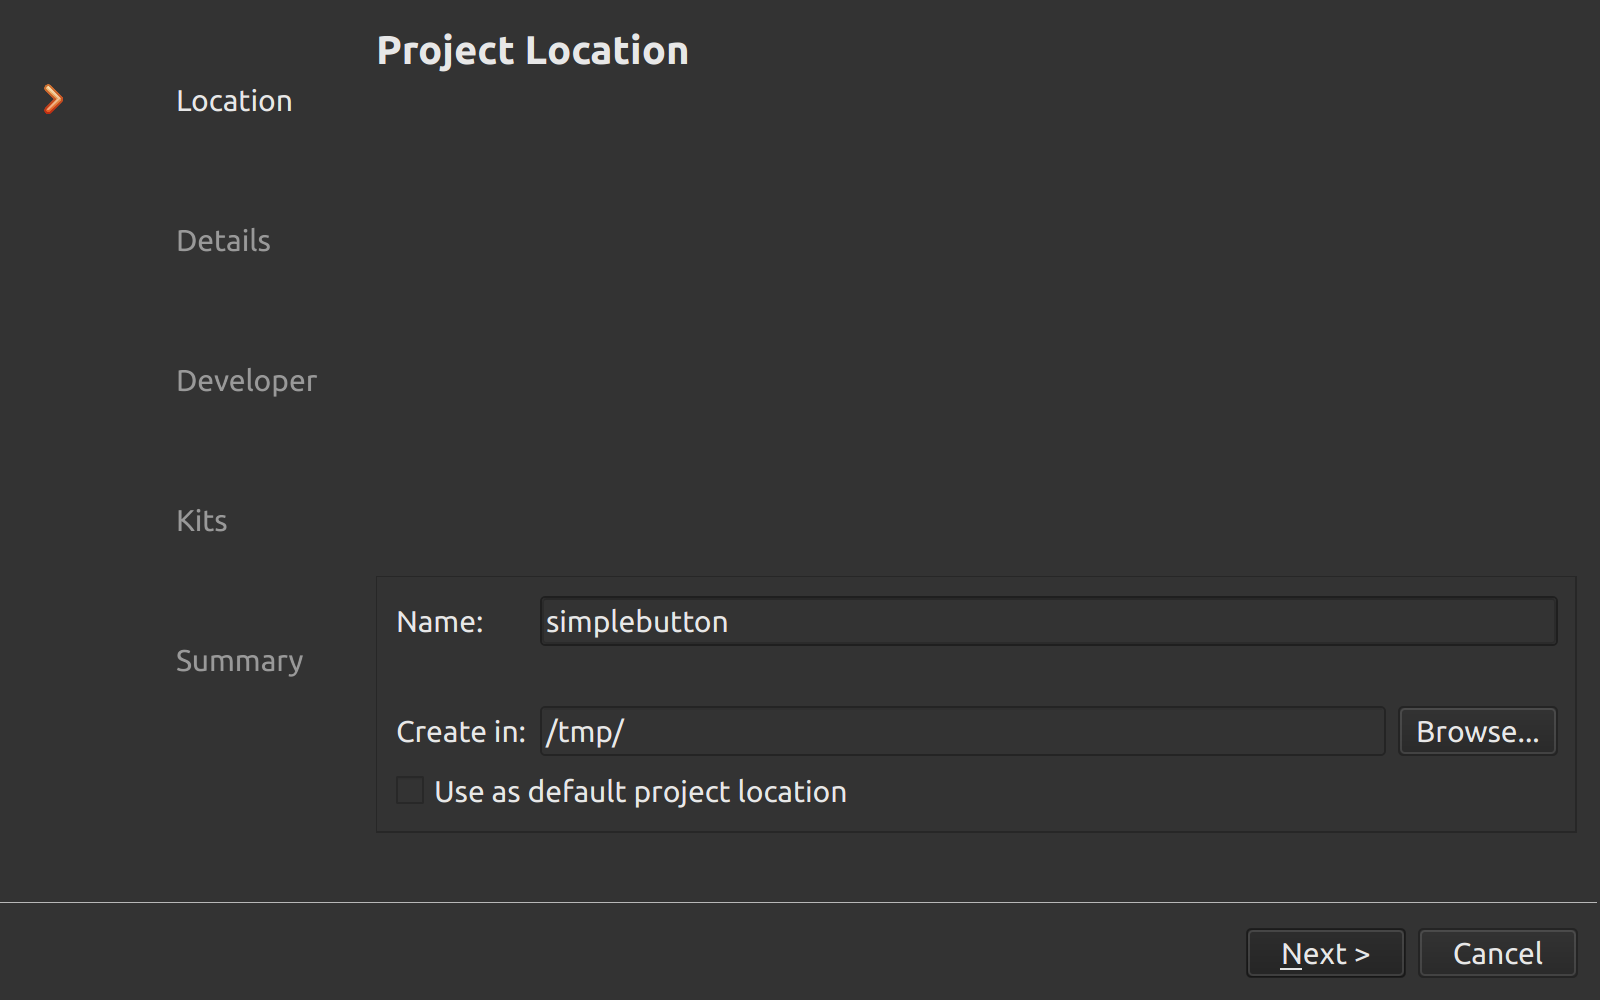 Project Location
Location
Details
Developer
Kits
Summary
Name: simplebutton
Create in: /tmp/ Browse...
Use as default project location
Next > Cancel